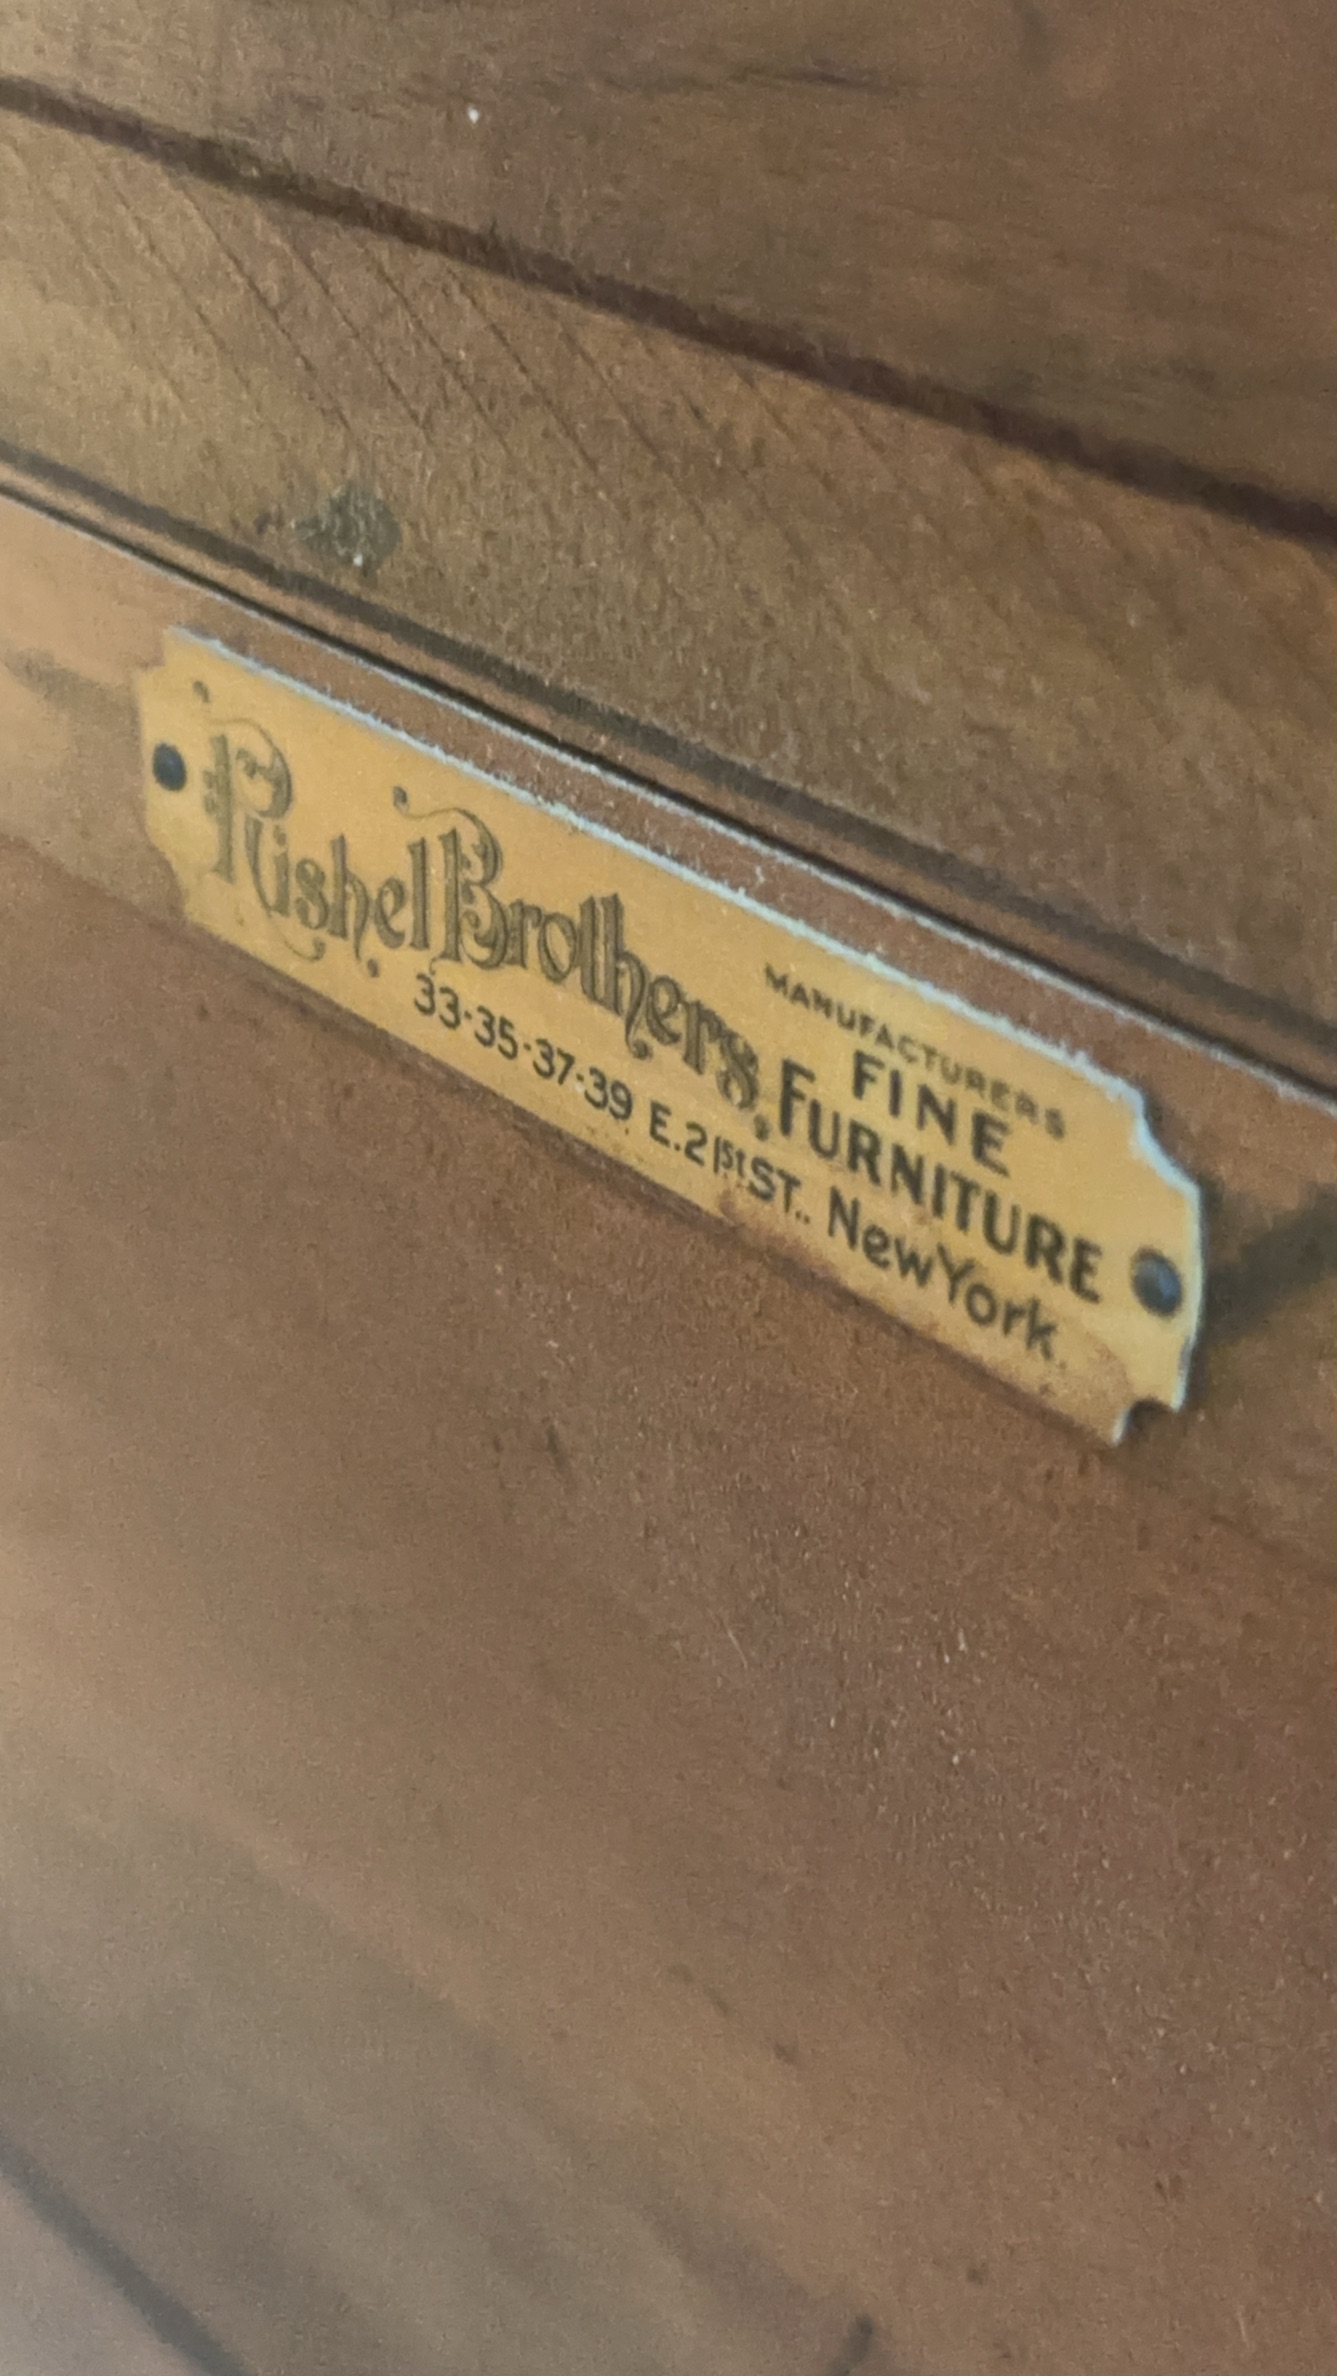 Rishel Brothers,
MANUFACTURERS
FINE
FURNITURE
33-35-37-39 E. 21st ST.. New York.